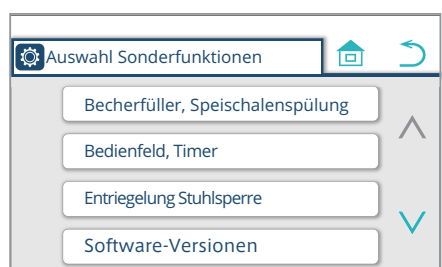 Auswahl Sonderfunktionen
Becherfüller, Speischalenspülung
Bedienfeld, Timer
Entriegelung Stuhlsperre
Software-Versionen